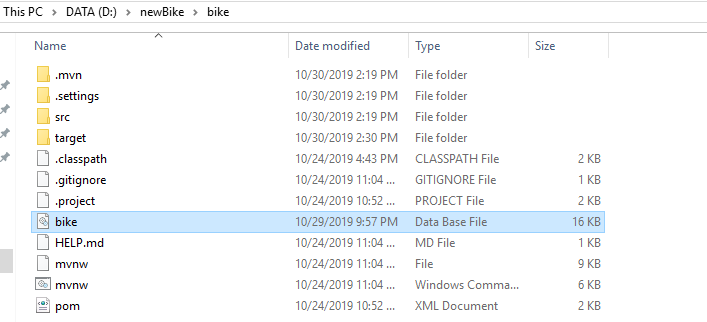 This PC > DATA (D:) > newBike > bike
Name Date modified Type Size
.mvn 10/30/2019 2:19 PM File folder
.settings 10/30/2019 2:19 PM File folder
src 10/30/2019 2:19 PM File folder
target 10/30/2019 2:30 PM File folder
.classpath 10/24/2019 4:43 PM CLASSPATH File 2 KB
.gitignore 10/24/2019 11:04 ... GITIGNORE File 1 KB
.project 10/24/2019 10:52 ... PROJECT File 2 KB
bike 10/29/2019 9:57 PM Data Base File 16 KB
HELP.md 10/24/2019 11:04 ... MD File 1 KB
mvnw 10/24/2019 11:04 ... File 9 KB
mvnw 10/24/2019 11:04 ... Windows Comma... 6 KB
pom 10/24/2019 10:52 ... XML Document 2 KB